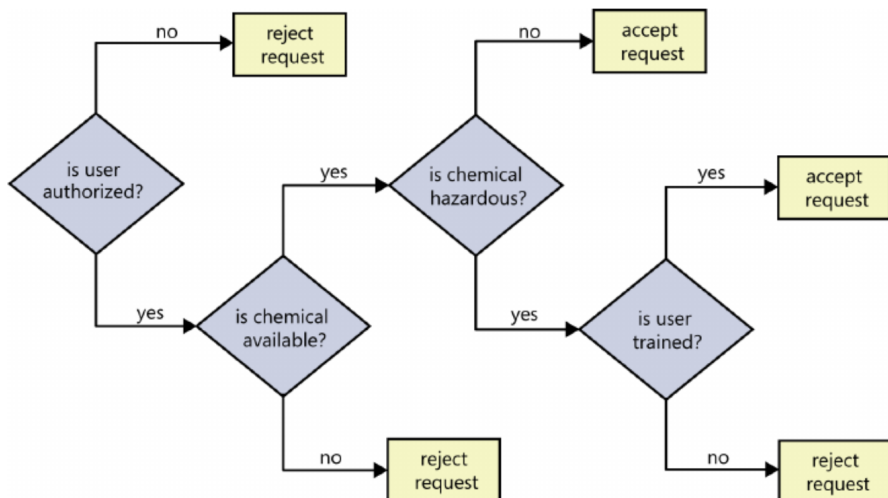 no
reject
request
no
accept
request
is user
authorized?
yes
is chemical
hazardous?
yes
accept
request
yes
is chemical
available?
yes
is user
trained?
no
reject
request
no
reject
request